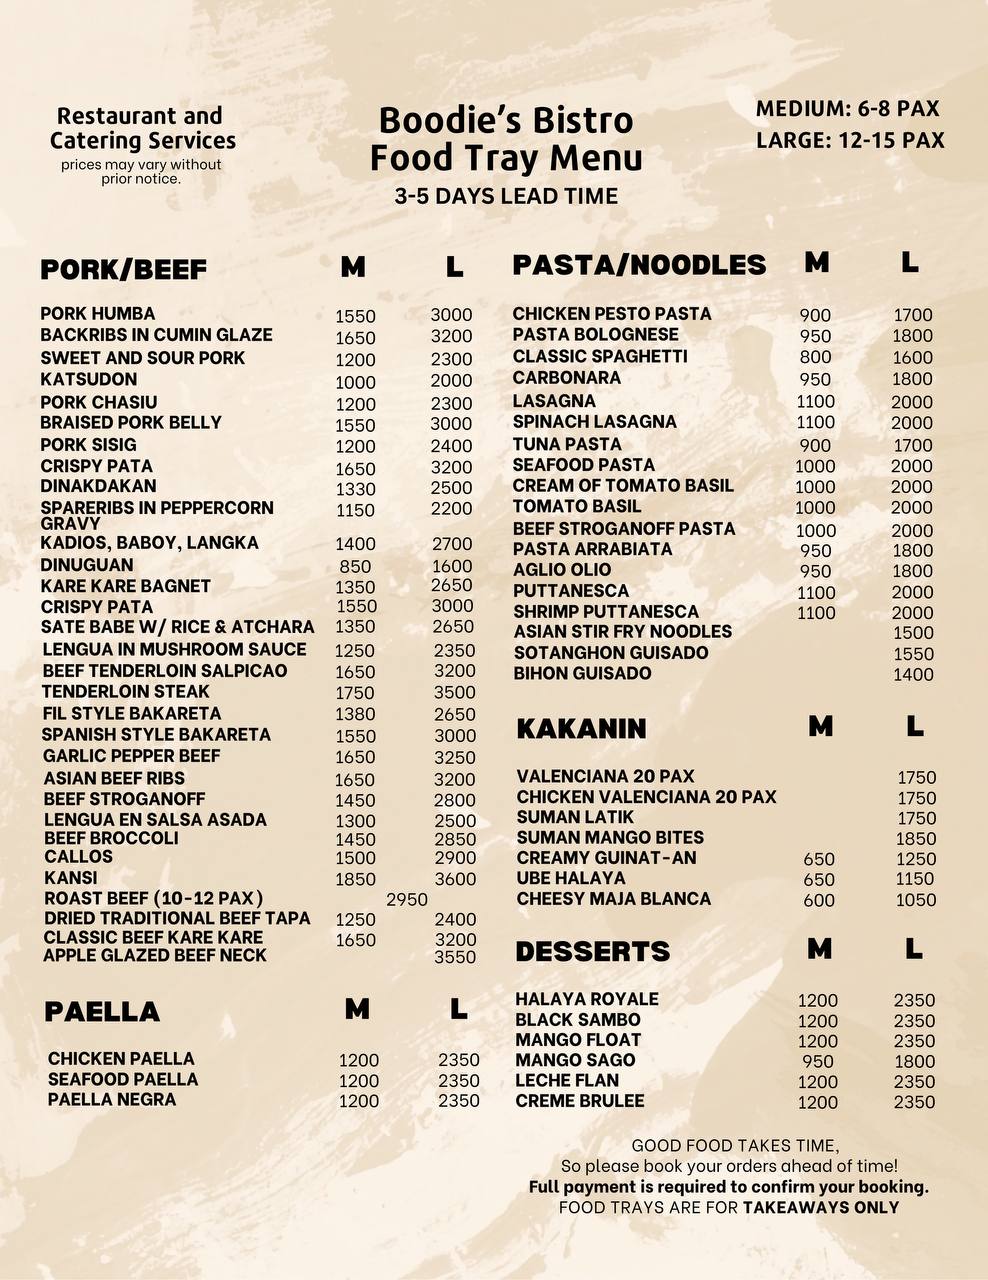 Restaurant and
Catering Services
prices may vary without
prior notice.
Boodie's Bistro
Food Tray Menu
3-5 DAYS LEAD TIME
MEDIUM: 6-8 PAX
LARGE: 12-15 PAX
PORK/BEEF M L
PORK HUMBA 1550 3000
BACKRIBS IN CUMIN GLAZE 1650 3200
SWEET AND SOUR PORK 1200 2300
KATSUDON 1000 2000
PORK CHASIU 1200 2300
BRAISED PORK BELLY 1550 3000
PORK SISIG 1200 2400
CRISPY PATA 1650 3200
DINAKDAKAN 1330 2500
SPARERIBS IN PEPPERCORN 1150 2200
GRAVY
KADIOS, BABOY, LANGKA 1400 2700
DINUGUAN 850 1600
KARE KARE BAGNET 1350 2650
CRISPY PATA 1550 3000
SATE BABE W/ RICE & ATCHARA 1350 2650
LENGUA IN MUSHROOM SAUCE 1250 2350
BEEF TENDERLOIN SALPICAO 1650 3200
TENDERLOIN STEAK 1750 3500
FIL STYLE BAKARETA 1380 2650
SPANISH STYLE BAKARETA 1550 3000
GARLIC PEPPER BEEF 1650 3250
ASIAN BEEF RIBS 1650 3200
BEEF STROGANOFF 1450 2800
LENGUA EN SALSA ASADA 1300 2500
BEEF BROCCOLI 1450 2850
CALLOS 1500 2900
KANSI 1850 3600
ROAST BEEF (10-12 PAX) 2950
DRIED TRADITIONAL BEEF TAPA 1250 2400
CLASSIC BEEF KARE KARE 1650 3200
APPLE GLAZED BEEF NECK 3550
PAELLA M L
CHICKEN PAELLA 1200 2350
SEAFOOD PAELLA 1200 2350
PAELLA NEGRA 1200 2350
PASTA/NOODLES M L
CHICKEN PESTO PASTA 900 1700
PASTA BOLOGNESE 950 1800
CLASSIC SPAGHETTI 800 1600
CARBONARA 950 1800
LASAGNA 1100 2000
SPINACH LASAGNA 1100 2000
TUNA PASTA 900 1700
SEAFOOD PASTA 1000 2000
CREAM OF TOMATO BASIL 1000 2000
TOMATO BASIL 1000 2000
BEEF STROGANOFF PASTA 1000 2000
PASTA ARRABIATA 950 1800
AGLIO OLIO 950 1800
PUTTANESCA 1100 2000
SHRIMP PUTTANESCA 1100 2000
ASIAN STIR FRY NOODLES 1500
SOTANGHON GUISADO 1550
BIHON GUISADO 1400
KAKANIN M L
VALENCIANA 20 PAX 1750
CHICKEN VALENCIANA 20 PAX 1750
SUMAN LATIK 1750
SUMAN MANGO BITES 1850
CREAMY GUINAT-AN 650 1250
UBE HALAYA 650 1150
CHEESY MAJA BLANCA 600 1050
DESSERTS M L
HALAYA ROYALE 1200 2350
BLACK SAMBO 1200 2350
MANGO FLOAT 1200 2350
MANGO SAGO 950 1800
LECHE FLAN 1200 2350
CREME BRULEE 1200 2350
GOOD FOOD TAKES TIME,
So please book your orders ahead of time!
Full payment is required to confirm your booking.
FOOD TRAYS ARE FOR TAKEAWAYS ONLY